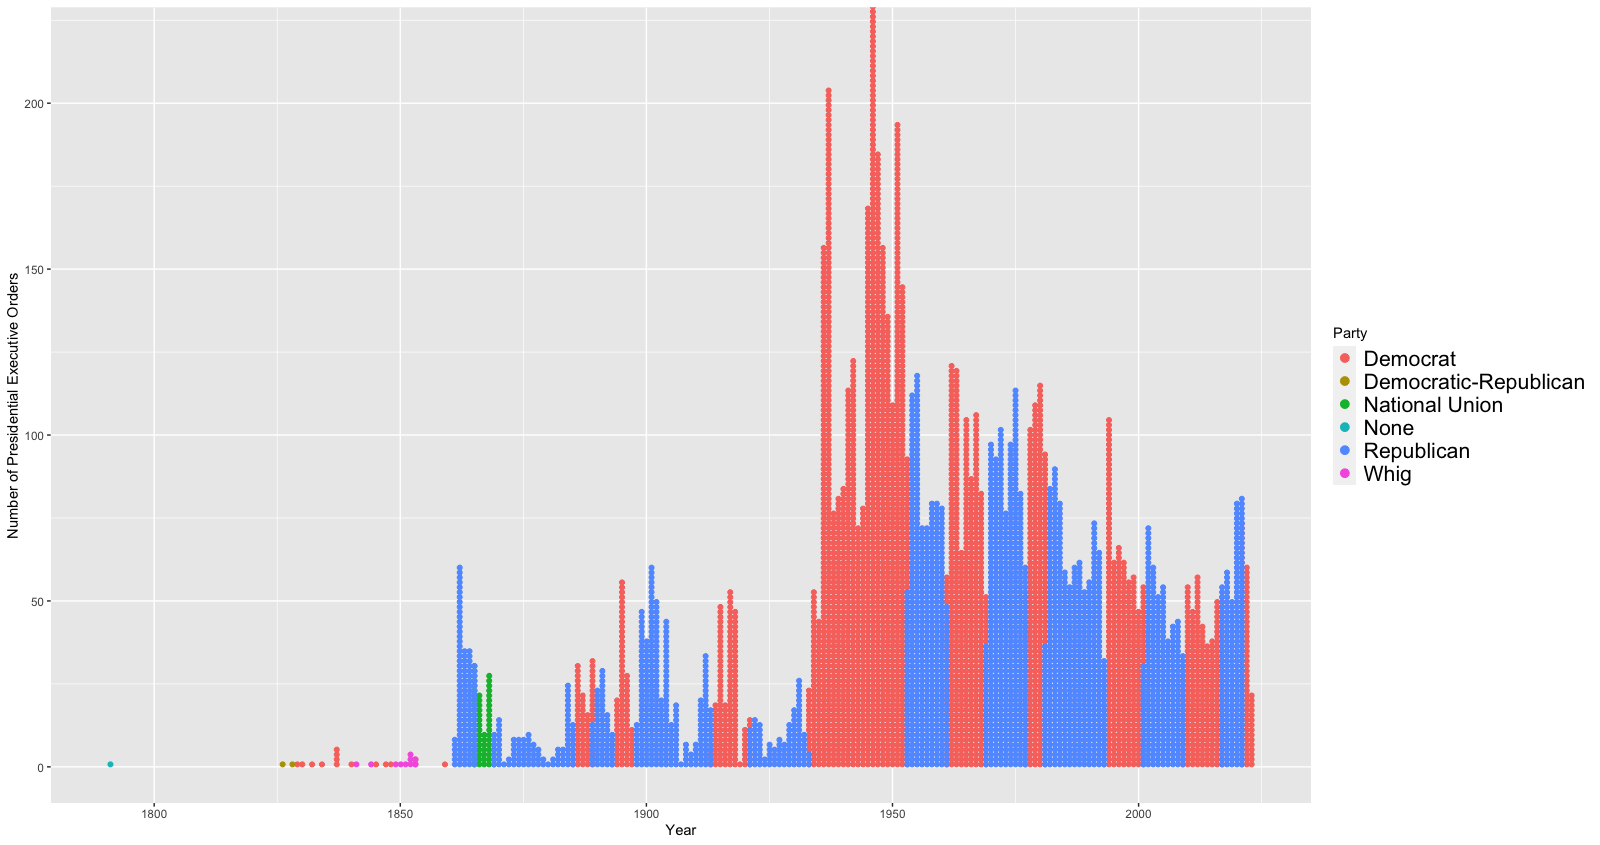 Number of Presidential Executive Orders
200
150
100
50
0
1800
1850
1900
1950
2000
Year
Party
Democrat
Democratic-Republican
National Union
None
Republican
Whig